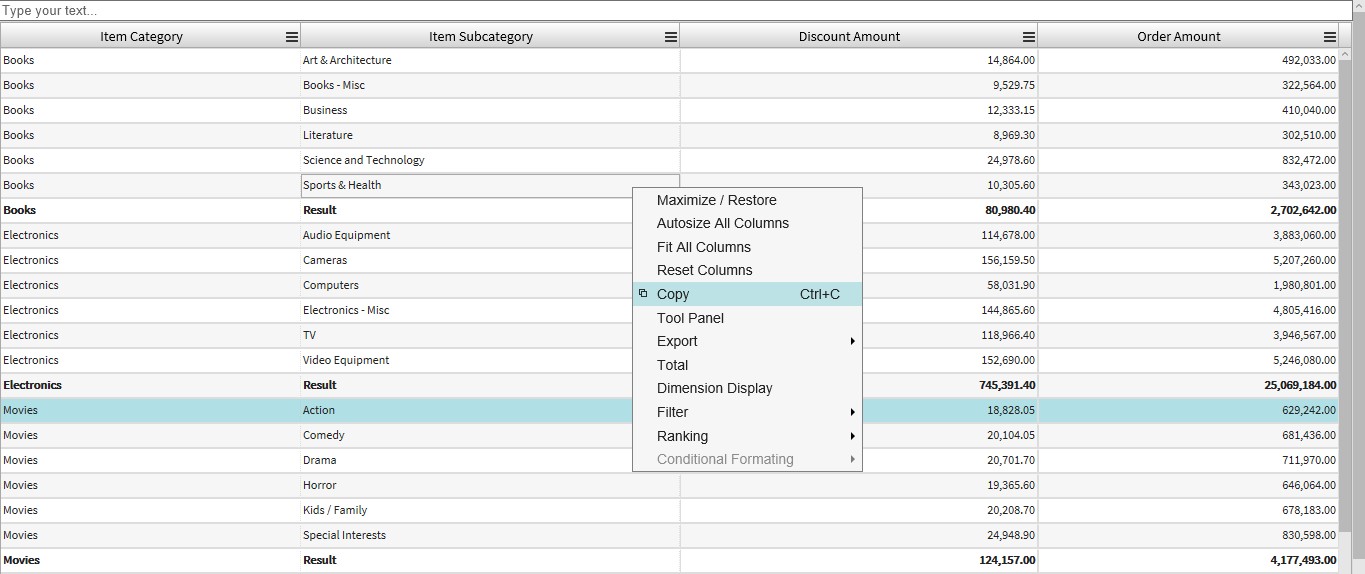 Type your text...
Item Category Item Subcategory Discount Amount Order Amount
Books Art & Architecture 14,864.00 492,033.00
Books Books - Misc 9,529.75 322,564.00
Books Business 12,333.15 410,040.00
Books Literature 8,969.30 302,510.00
Books Science and Technology 24,978.60 832,472.00
Books Sports & Health 10,305.60 343,023.00
Books Result 80,980.40 2,702,642.00
Electronics Audio Equipment 114,678.00 3,883,060.00
Electronics Cameras 156,159.50 5,207,260.00
Electronics Computers 58,031.90 1,980,801.00
Electronics Electronics - Misc 144,865.60 4,805,416.00
Electronics TV 118,966.40 3,946,567.00
Electronics Video Equipment 152,690.00 5,246,080.00
Electronics Result 745,391.40 25,069,184.00
Movies Action 18,828.05 629,242.00
Movies Comedy 20,104.05 681,436.00
Movies Drama 20,701.70 711,970.00
Movies Horror 19,365.60 646,064.00
Movies Kids / Family 20,208.70 678,183.00
Movies Special Interests 24,948.90 830,598.00
Movies Result 124,157.00 4,177,493.00
Maximize / Restore
Autosize All Columns
Fit All Columns
Reset Columns
Copy Ctrl+C
Tool Panel
Export
Total
Dimension Display
Filter
Ranking
Conditional Formating